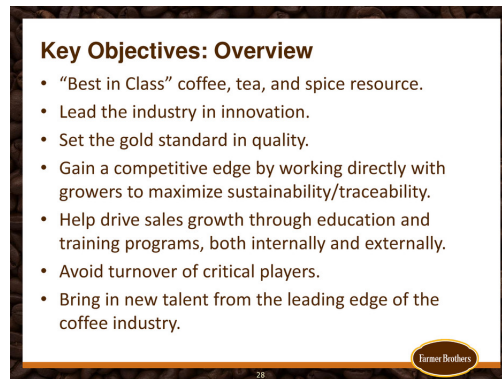 Key Objectives: Overview
• “Best in Class” coffee, tea, and spice resource.
• Lead the industry in innovation.
• Set the gold standard in quality.
• Gain a competitive edge by working directly with
growers to maximize sustainability/traceability.
• Help drive sales growth through education and
training programs, both internally and externally.
• Avoid turnover of critical players.
• Bring in new talent from the leading edge of the
coffee industry.
Farmer Brothers
28